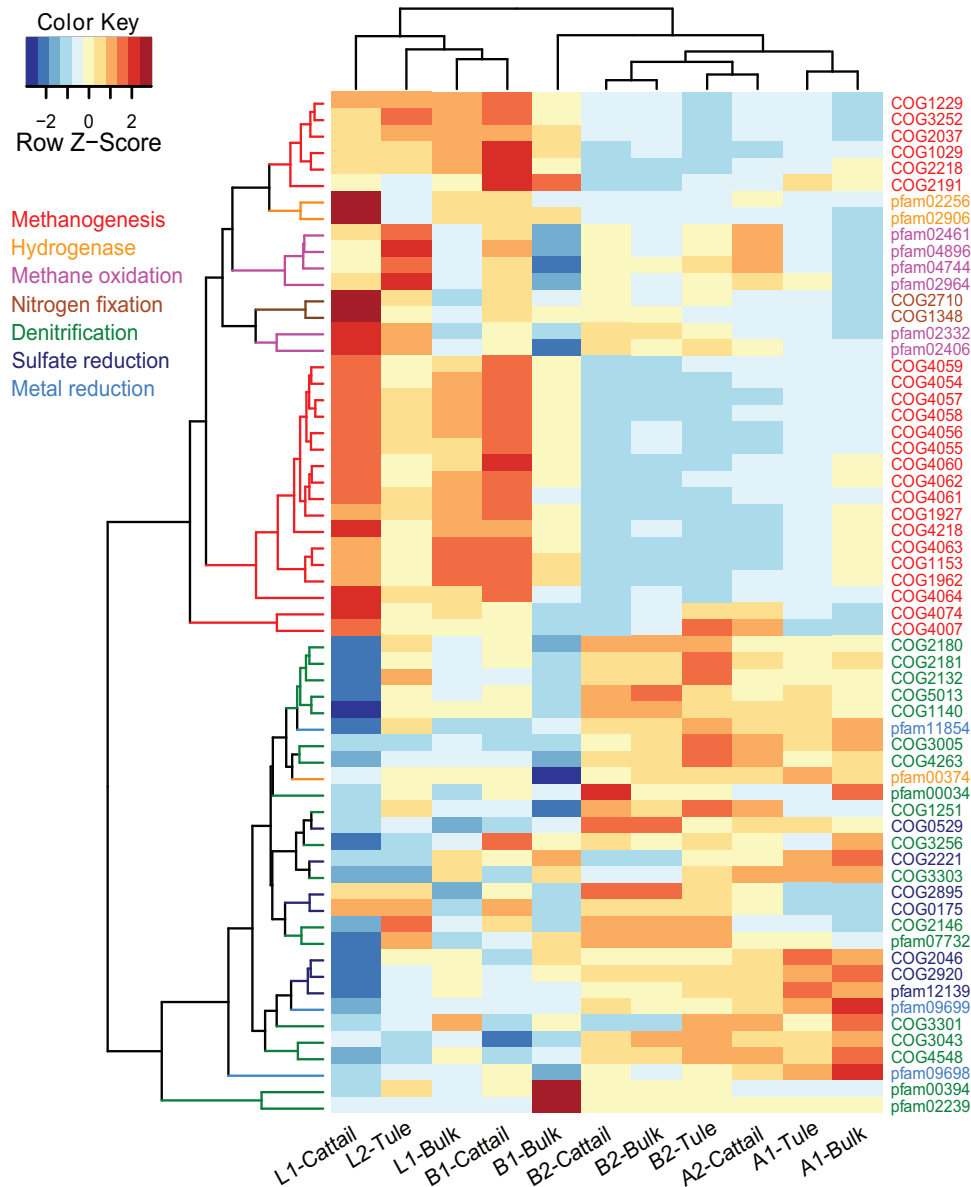 Color Key
−2 0 2
Row Z−Score
Methanogenesis
Hydrogenase
Methane oxidation
Nitrogen fixation
Denitrification
Sulfate reduction
Metal reduction
COG1229
COG3252
COG2037
COG1029
COG2218
COG2191
pfam02256
pfam02906
pfam02461
pfam04896
pfam04744
pfam02964
COG2710
COG1348
pfam02332
pfam02406
COG4059
COG4054
COG4057
COG4058
COG4056
COG4055
COG4060
COG4062
COG4061
COG1927
COG4218
COG4063
COG1153
COG1962
COG4064
COG4074
COG4007
COG2180
COG2181
COG2132
COG5013
COG1140
pfam11854
COG3005
COG4263
pfam00374
pfam00034
COG1251
COG0529
COG3256
COG2221
COG3303
COG2895
COG0175
COG2146
pfam07732
COG2046
COG2920
pfam12139
pfam09699
COG3301
COG3043
COG4548
pfam09698
pfam00394
pfam02239
L1-Cattail
L2-Tule
L1-Bulk
B1-Cattail
B1-Bulk
B2-Cattail
B2-Bulk
B2-Tule
A2-Cattail
A1-Tule
A1-Bulk